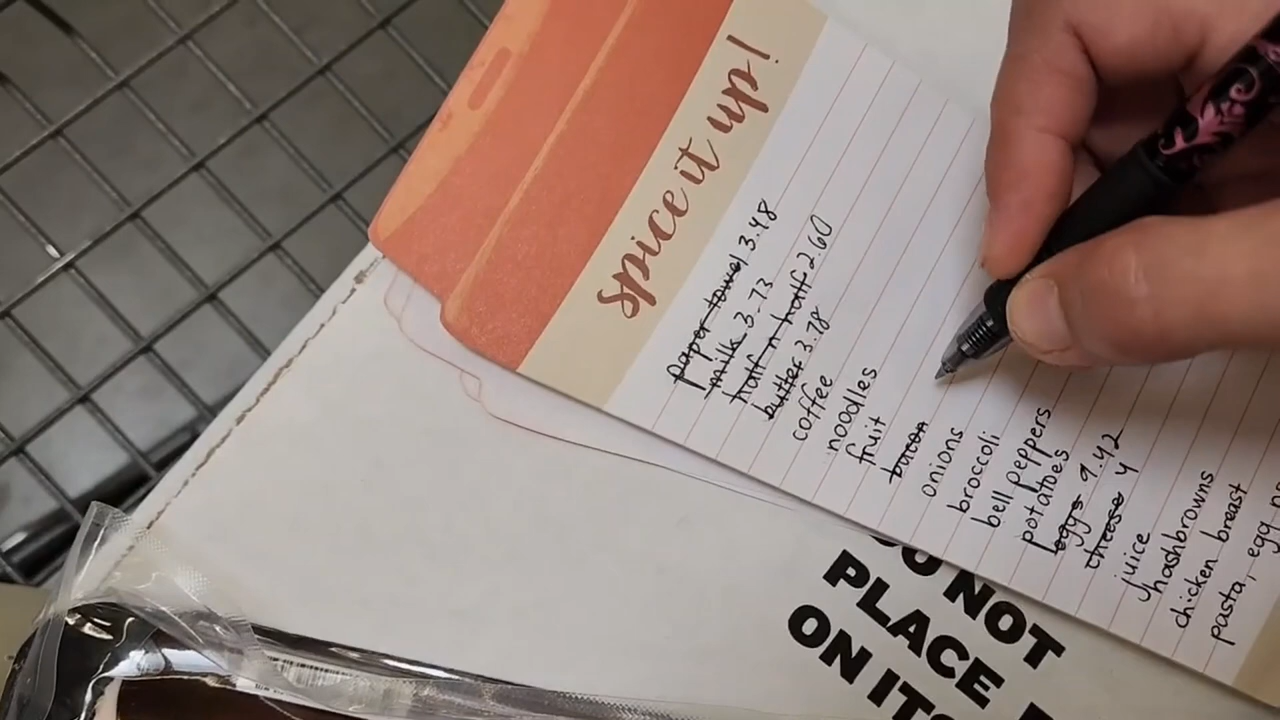 spice it up!
paper towel 3.48
milk 3.73
half n half 2.60
butter 3.78
coffee
noodles
fruit
bacon
onions
broccoli
bell peppers
potatoes
eggs 9.42
cheese 4
juice
hashbrowns
chicken breast
pasta, egg
NOT
PLACE
ON ITS